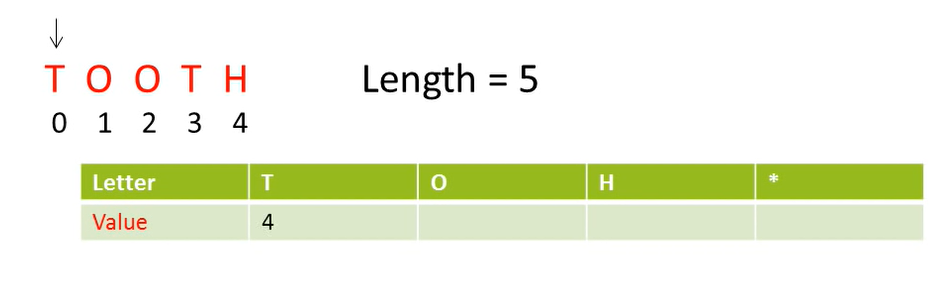 T O O T H
Length = 5
0 1 2 3 4
Letter T O H *
Value 4